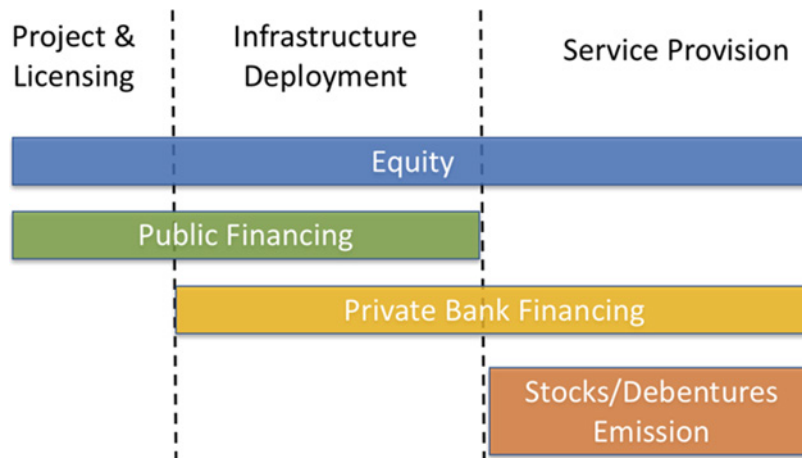 Project &
Licensing
Infrastructure
Deployment
Service Provision
Equity
Public Financing
Private Bank Financing
Stocks/Debentures
Emission